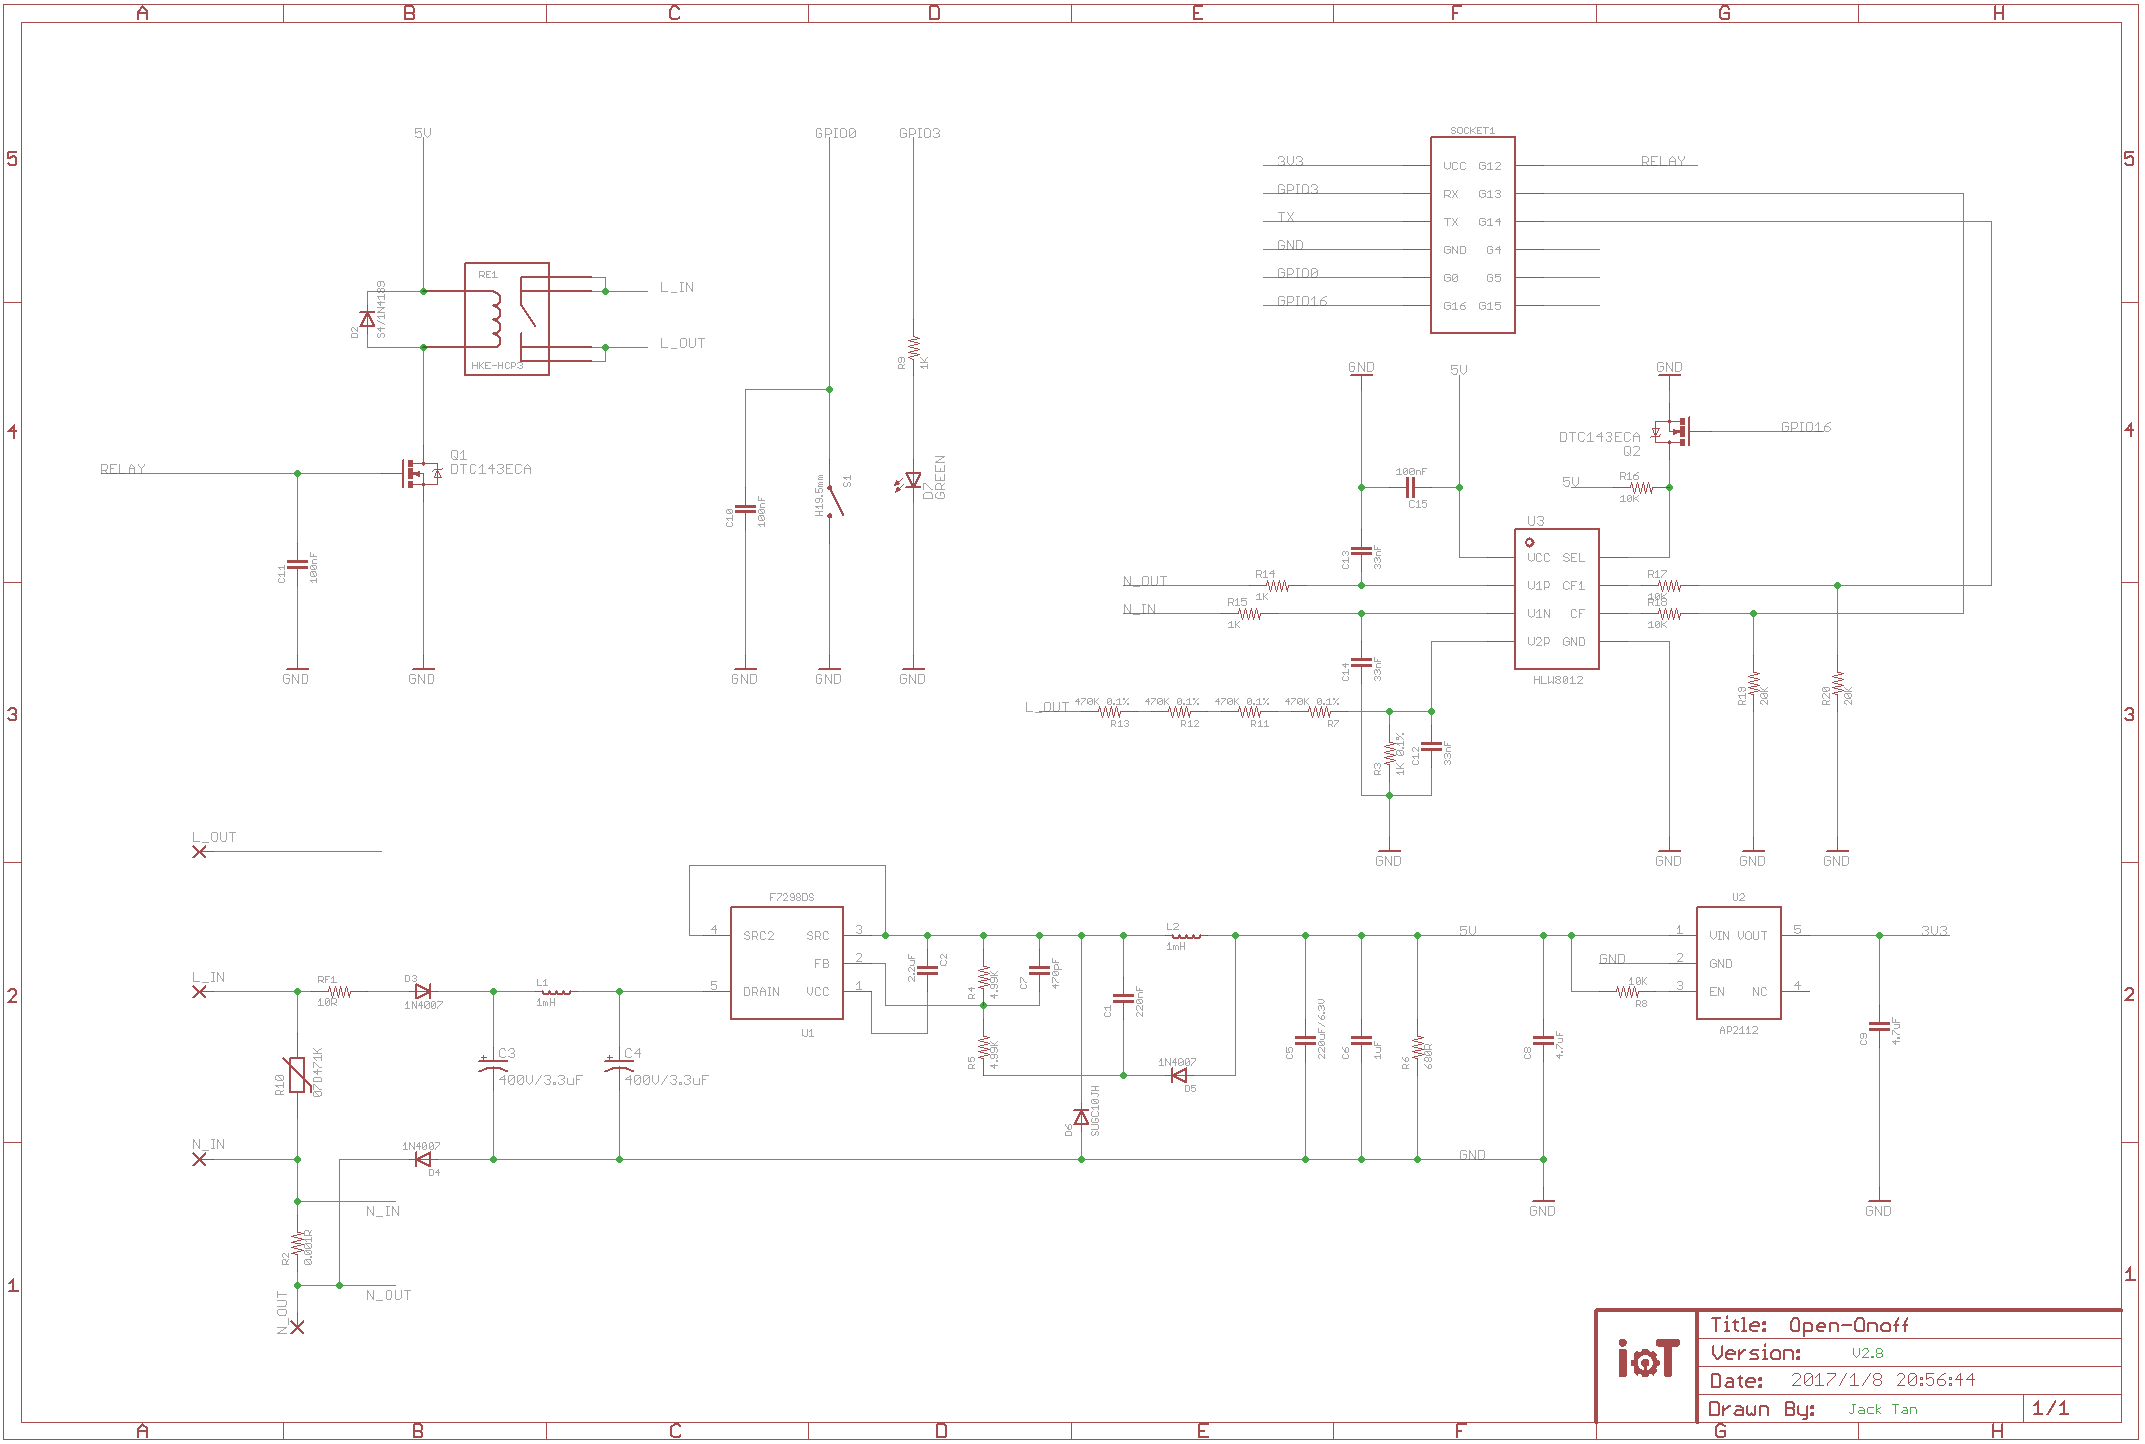 A B C D E F G H
5
5
4
4
3
3
2
2
1
1
5V
S4/1N4189
D2
RE1
HKE-HCP3
L_IN
L_OUT
RELAY
Q1
DTC143ECA
C11
100nF
GND
GND
GPIO0
GPIO3
C10
100nF
H19.5mm
S1
R9
1K
D7
GREEN
GND
GND
GND
SOCKET1
3V3
VCC G12
RELAY
GPIO3
RX G13
TX
TX G14
GND
GND G4
GPIO0
G0 G5
GPIO16
G16 G15
GND
5V
GND
DTC143ECA
Q2
GPIO16
100nF
C15
5V
R16
10K
U3
C13
33nF
VCC SEL
N_OUT
R14
1K
U1P CF1
R17
10K
N_IN
R15
1K
U1N CF
R18
10K
U2P GND
HLW8012
C14
33nF
L_OUT
470K 0.1%
R13
470K 0.1%
R12
470K 0.1%
R11
470K 0.1%
R7
R3
1K 0.1%
C12
33nF
R19
20K
R20
20K
GND
GND
GND
GND
L_OUT
L_IN
RF1
10R
D3
1N4007
L1
1mH
R10
07D471K
C3
400V/3.3uF
C4
400V/3.3uF
N_IN
1N4007
D4
N_IN
R2
0.001R
N_OUT
N_OUT
F7298DS
4 SRC2 SRC 3
FB 2
5 DRAIN VCC 1
U1
2.2uF
C2
R4
4.99K
C7
470pF
R5
4.99K
C1
220nF
L2
1mH
1N4007
D5
D6
SUGC10JH
C5
220uF/6.3V
C6
1uF
R6
680R
5V
GND
C8
4.7uF
GND
U2
1 VIN VOUT 5
GND
2 GND
10K
R8
3 EN NC 4
AP2112
3V3
C9
4.7uF
GND
ioT
Title: Open-Onoff
Version: V2.8
Date: 2017/1/8 20:56:44
Drawn By: Jack Tan
1/1
A B C D E F G H